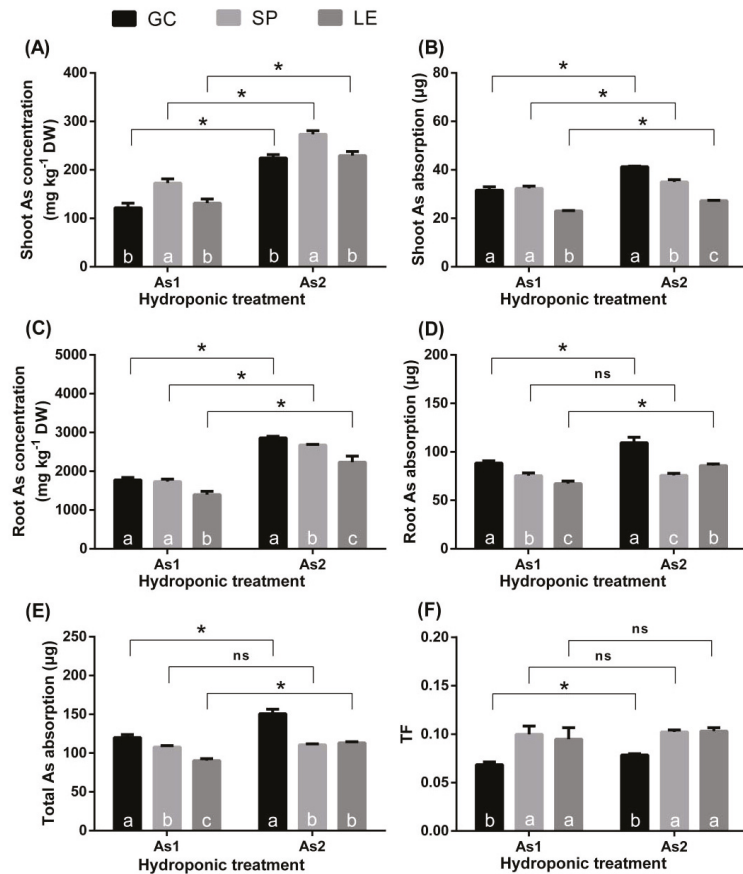 GC SP LE
(A)
Shoot As concentration
(mg kg⁻¹ DW)
400
300
200
100
0
* 
*
*
b a b b a b
As1 As2
Hydroponic treatment
(B)
Shoot As absorption (μg)
80
60
40
20
0
*
*
*
a a b a b c
As1 As2
Hydroponic treatment
(C)
Root As concentration
(mg kg⁻¹ DW)
5000
4000
3000
2000
1000
0
*
*
*
a a b a b c
As1 As2
Hydroponic treatment
(D)
Root As absorption (μg)
200
150
100
50
0
*
ns
*
a b c a c b
As1 As2
Hydroponic treatment
(E)
Total As absorption (μg)
250
200
150
100
50
0
*
ns
*
a b c a b b
As1 As2
Hydroponic treatment
(F)
TF
0.20
0.15
0.10
0.05
0.00
ns
ns
*
b a a b a a
As1 As2
Hydroponic treatment